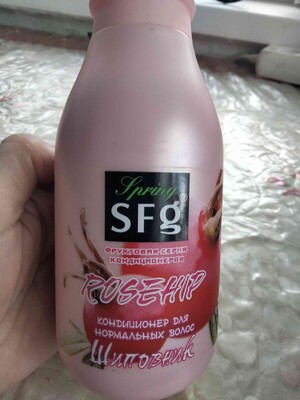 Spring
SFg®
ФРУКТОВАЯ СЕРИЯ
КОНДИЦИОНЕРОВ
ROSEHIP
КОНДИЦИОНЕР ДЛЯ
НОРМАЛЬНЫХ ВОЛОС
Шиповник